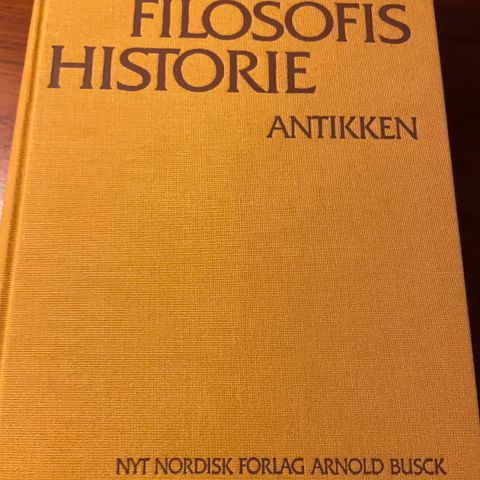 FILOSOFIS
HISTORIE
ANTIKKEN
NYT NORDISK FORLAG ARNOLD BUSCK